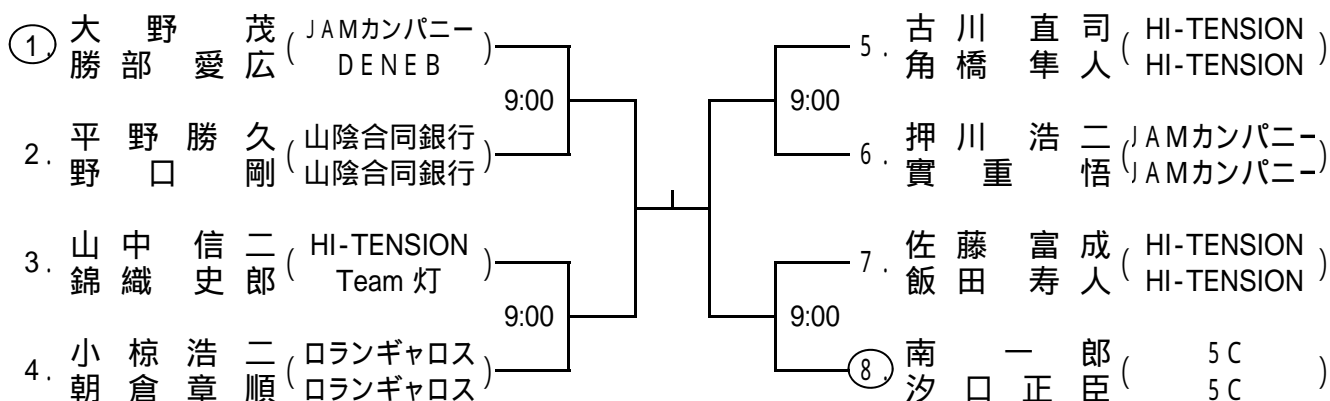 1. 大野茂 (JAMカンパニー)
勝部愛広 (DENEB)
9:00
2. 平野勝久 (山陰合同銀行)
野口剛 (山陰合同銀行)
3. 山中信二 (HI-TENSION)
錦織史郎 (Team 灯)
9:00
4. 小椋浩二 (ロランギャロス)
朝倉章順 (ロランギャロス)
5. 古川直司 (HI-TENSION)
角橋隼人 (HI-TENSION)
9:00
6. 押川浩二 (JAMカンパニー)
實重悟 (JAMカンパニー)
7. 佐藤富成 (HI-TENSION)
飯田寿人 (HI-TENSION)
9:00
8. 南一郎 (5C)
汐口正臣 (5C)